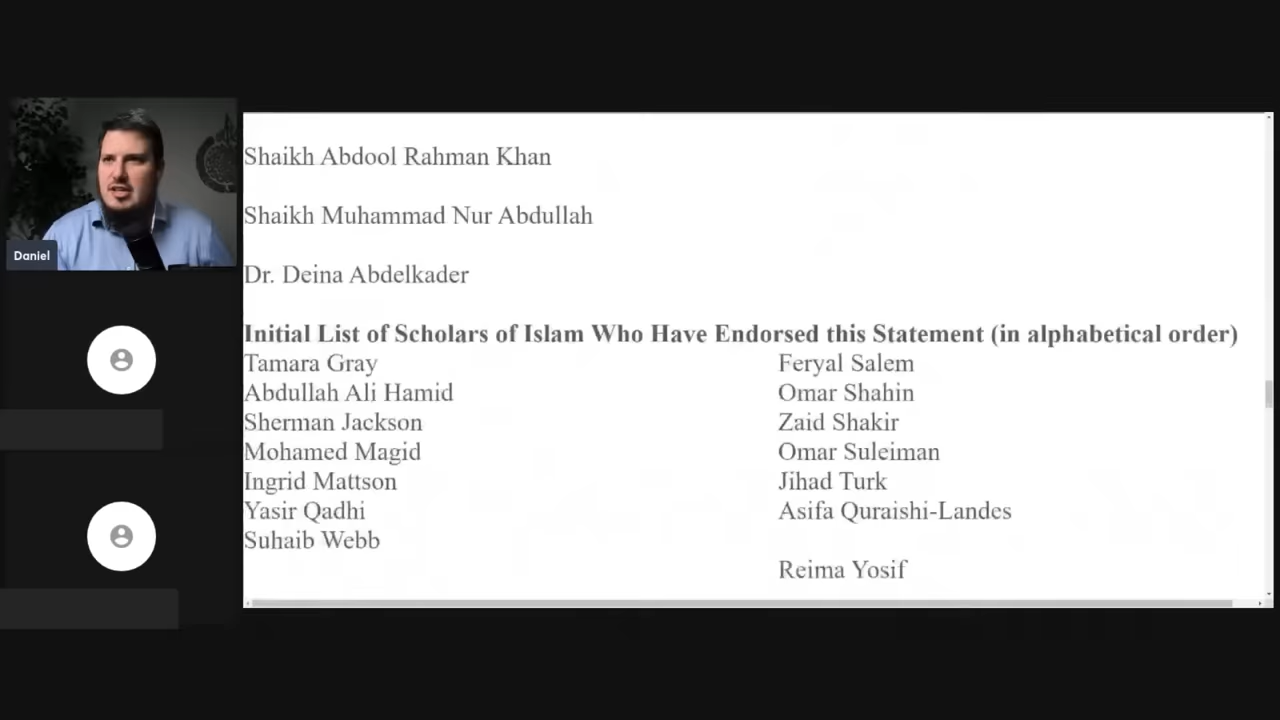 Daniel
Shaikh Abdool Rahman Khan
Shaikh Muhammad Nur Abdullah
Dr. Deina Abdelkader
Initial List of Scholars of Islam Who Have Endorsed this Statement (in alphabetical order)
Tamara Gray
Abdullah Ali Hamid
Sherman Jackson
Mohamed Magid
Ingrid Mattson
Yasir Qadhi
Suhaib Webb
Feryal Salem
Omar Shahin
Zaid Shakir
Omar Suleiman
Jihad Turk
Asifa Quraishi-Landes
Reima Yosif